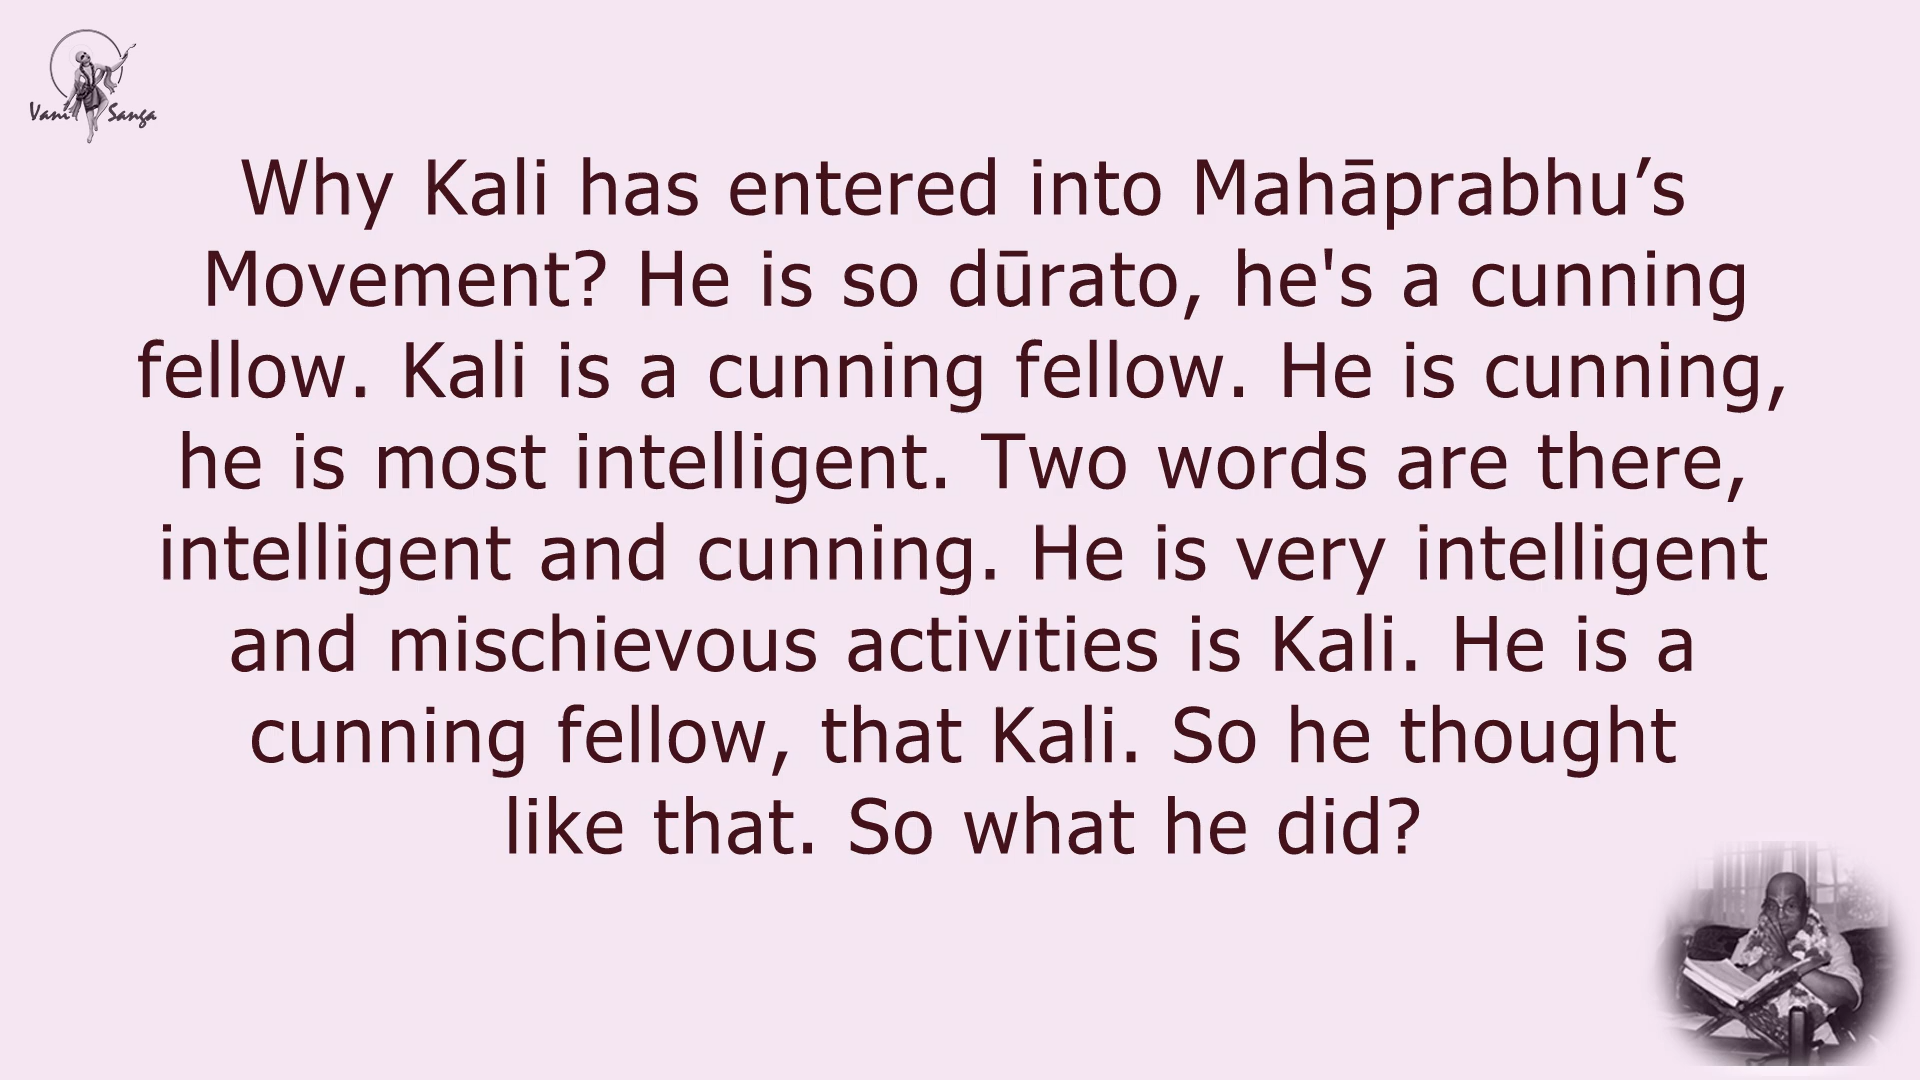 Vani Sanga
Why Kali has entered into Mahāprabhu’s
Movement? He is so dūrato, he's a cunning
fellow. Kali is a cunning fellow. He is cunning,
he is most intelligent. Two words are there,
intelligent and cunning. He is very intelligent
and mischievous activities is Kali. He is a
cunning fellow, that Kali. So he thought
like that. So what he did?